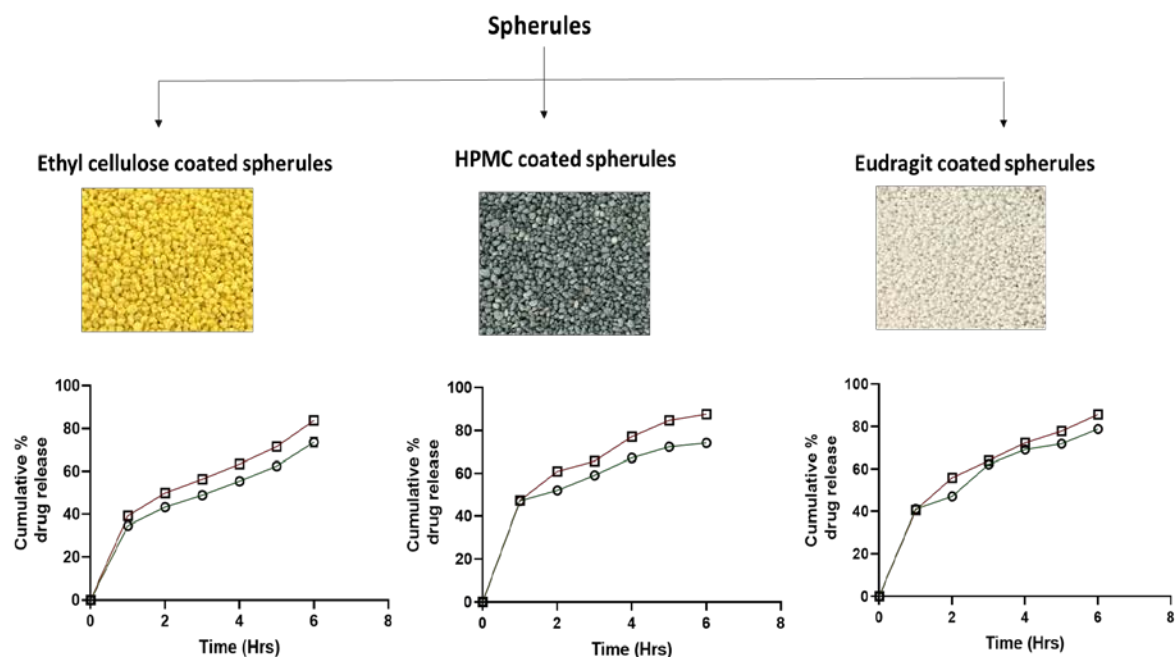 Spherules
Ethyl cellulose coated spherules
HPMC coated spherules
Eudragit coated spherules
100
80
60
40
20
0
0
2
4
6
8
Cumulative %
drug release
Time (Hrs)
100
80
60
40
20
0
0
2
4
6
8
Cumulative %
drug release
Time (Hrs)
100
80
60
40
20
0
0
2
4
6
8
Cumulative %
drug release
Time (Hrs)